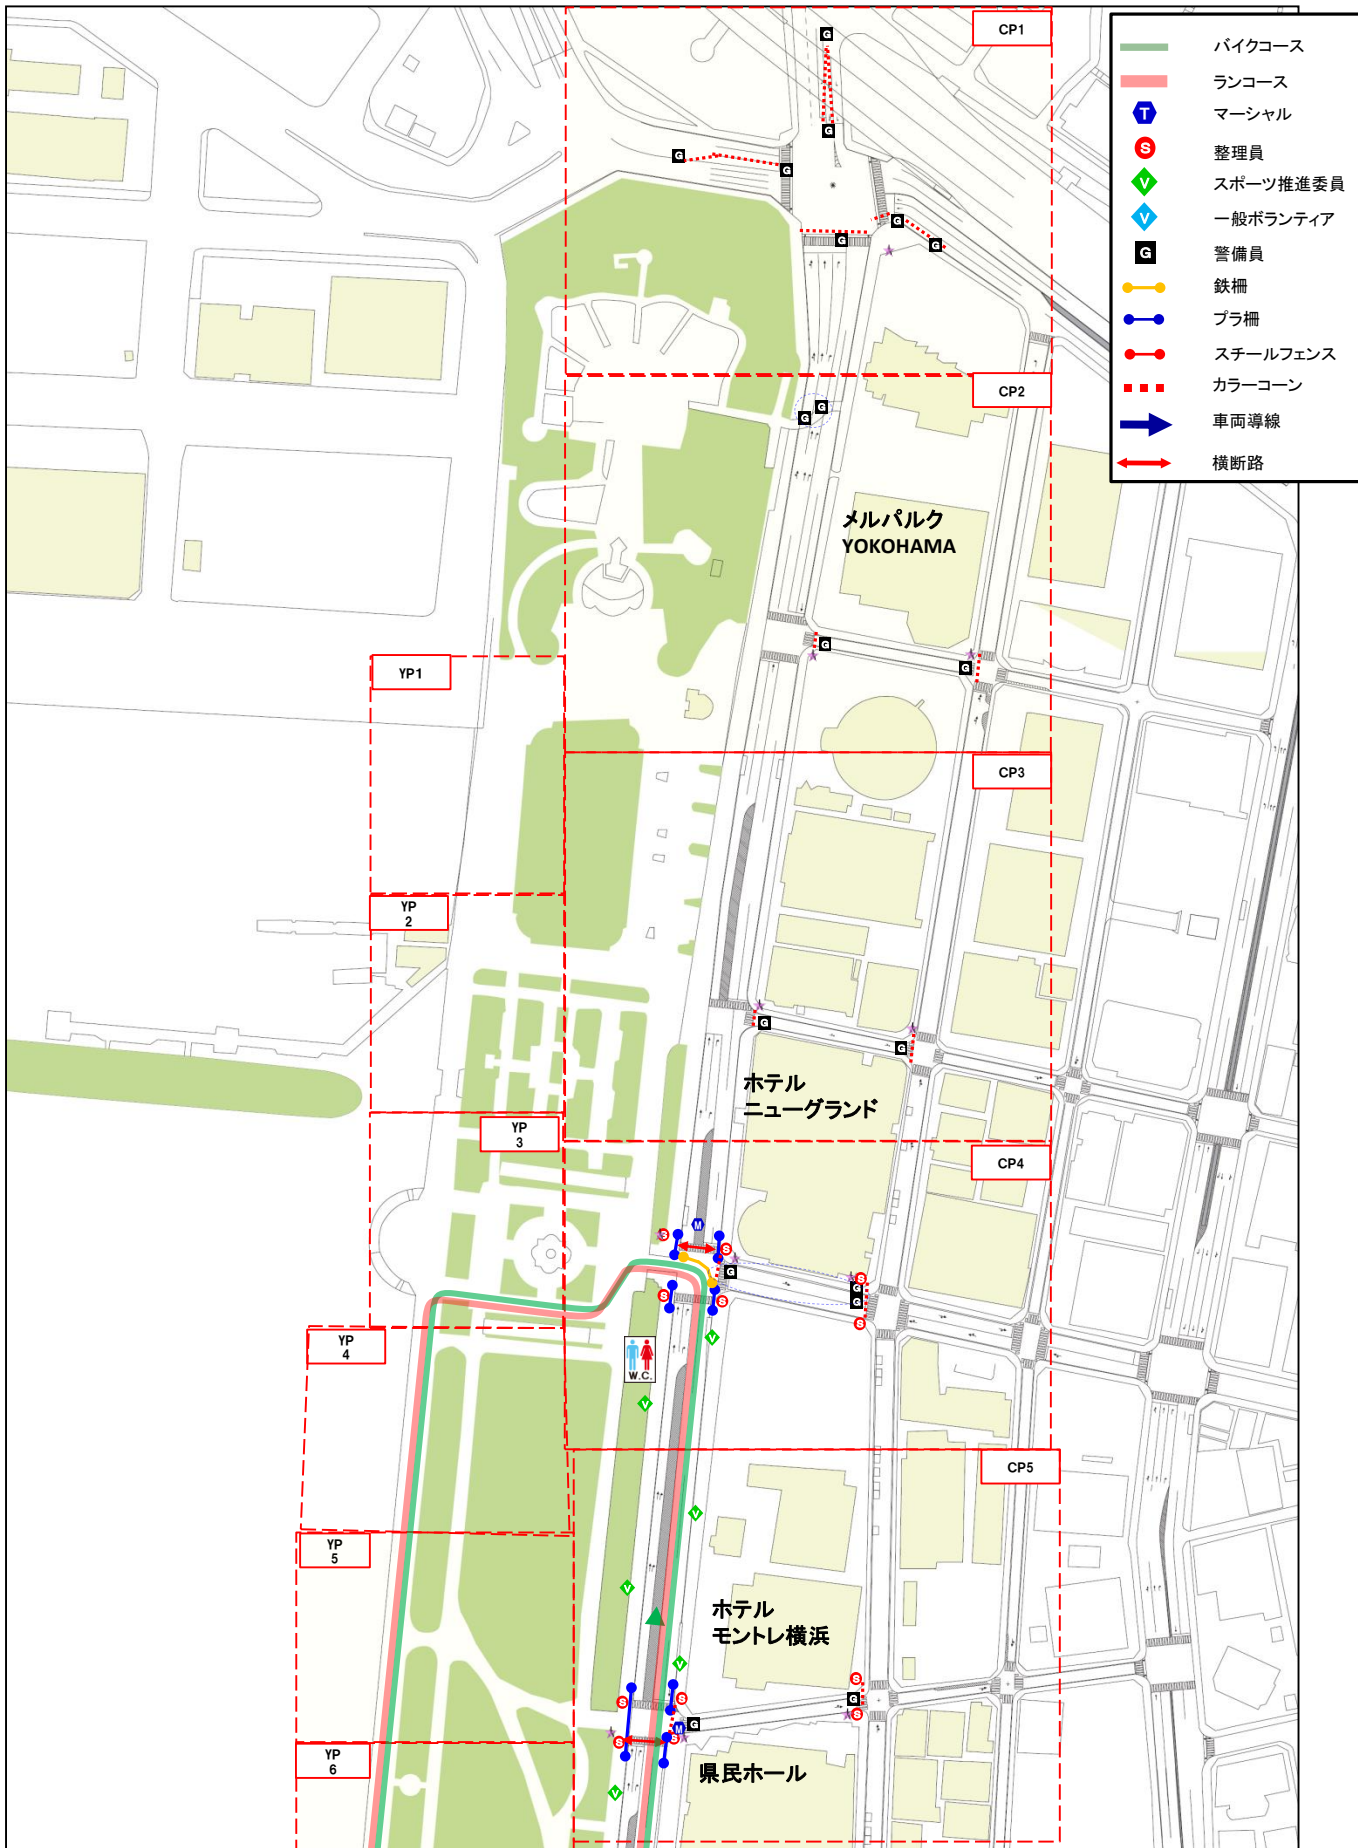 CP1
バイクコース
ランコース
T
マーシャル
S
整理員
V
スポーツ推進委員
V
一般ボランティア
G
警備員
鉄柵
プラ柵
スチールフェンス
カラーコーン
車両導線
横断路
G
G
G
G
G
G
G
CP2
G
G
メルパルク
YOKOHAMA
G
G
YP1
CP3
YP
2
G
G
ホテル
ニューグランド
YP
3
CP4
M
S
S
G
S
G
G
S
S
S
V
YP
4
W.C.
V
CP5
V
YP
5
V
ホテル
モントレ横浜
V
S
S
S
G
S
M
G
S
S
YP
6
県民ホール
V